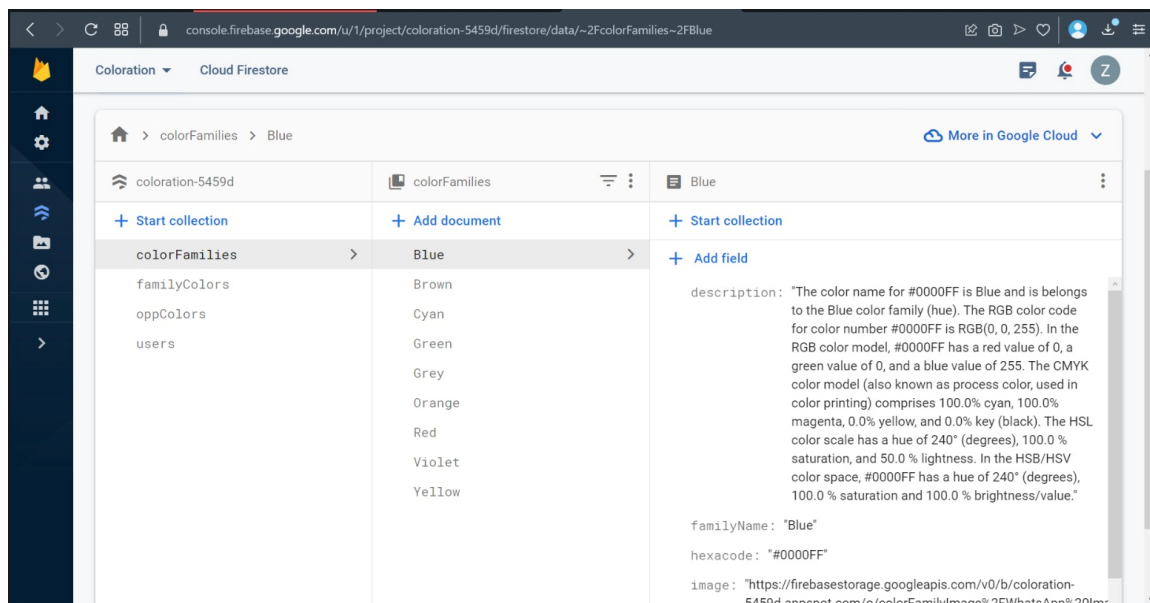 console.firebase.google.com/u/1/project/coloration-5459d/firestore/data/~2FcolorFamilies~2FBlue
Coloration
Cloud Firestore
Z
colorFamilies
Blue
More in Google Cloud
coloration-5459d
colorFamilies
Blue
Start collection
Add document
Start collection
colorFamilies
familyColors
oppColors
users
Blue
Brown
Cyan
Green
Grey
Orange
Red
Violet
Yellow
Add field
description: "The color name for #0000FF is Blue and is belongs
to the Blue color family (hue). The RGB color code
for color number #0000FF is RGB(0, 0, 255). In the
RGB color model, #0000FF has a red value of 0, a
green value of 0, and a blue value of 255. The CMYK
color model (also known as process color, used in
color printing) comprises 100.0% cyan, 100.0%
magenta, 0.0% yellow, and 0.0% key (black). The HSL
color scale has a hue of 240° (degrees), 100.0 %
saturation, and 50.0 % lightness. In the HSB/HSV
color space, #0000FF has a hue of 240° (degrees),
100.0 % saturation and 100.0 % brightness/value."
familyName: "Blue"
hexacode: "#0000FF"
image: "https://firebasestorage.googleapis.com/v0/b/coloration-
5459d.appspot.com/o/colorFamilyImage%2FWhatsApp%20Ima